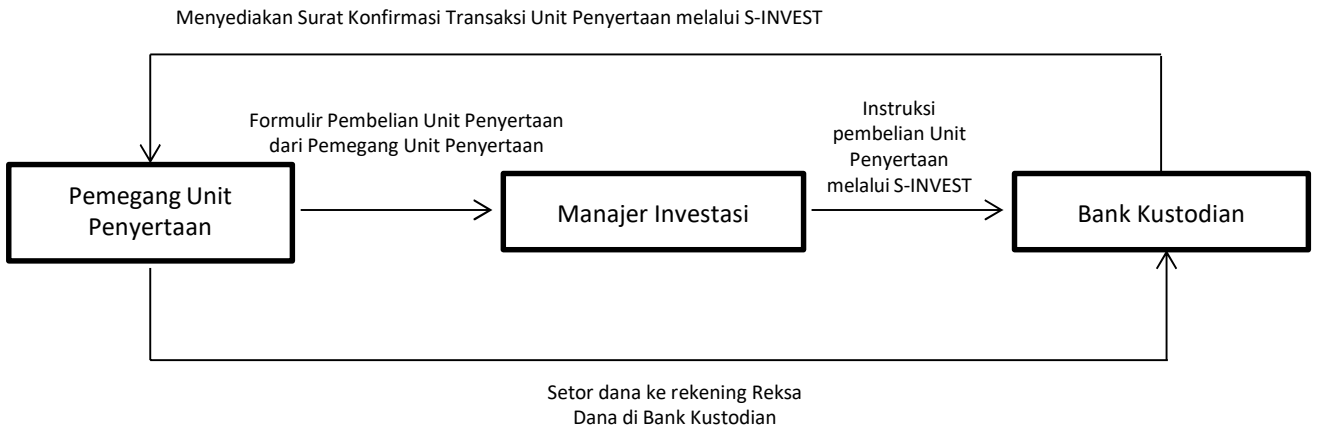 Menyediakan Surat Konfirmasi Transaksi Unit Penyertaan melalui S-INVEST
Formulir Pembelian Unit Penyertaan
dari Pemegang Unit Penyertaan
Instruksi
pembelian Unit
Penyertaan
melalui S-INVEST
Pemegang Unit
Penyertaan
Manajer Investasi
Bank Kustodian
Setor dana ke rekening Reksa
Dana di Bank Kustodian